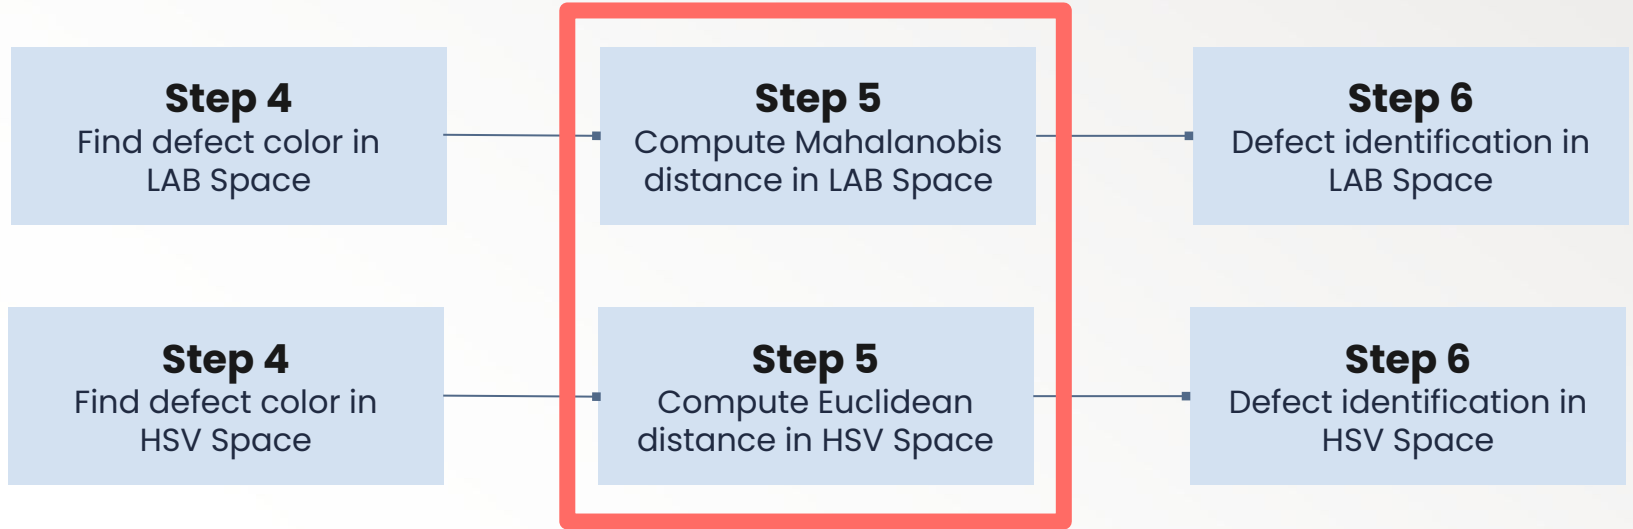 Step 4
Find defect color in
LAB Space
Step 5
Compute Mahalanobis
distance in LAB Space
Step 6
Defect identification in
LAB Space
Step 4
Find defect color in
HSV Space
Step 5
Compute Euclidean
distance in HSV Space
Step 6
Defect identification in
HSV Space